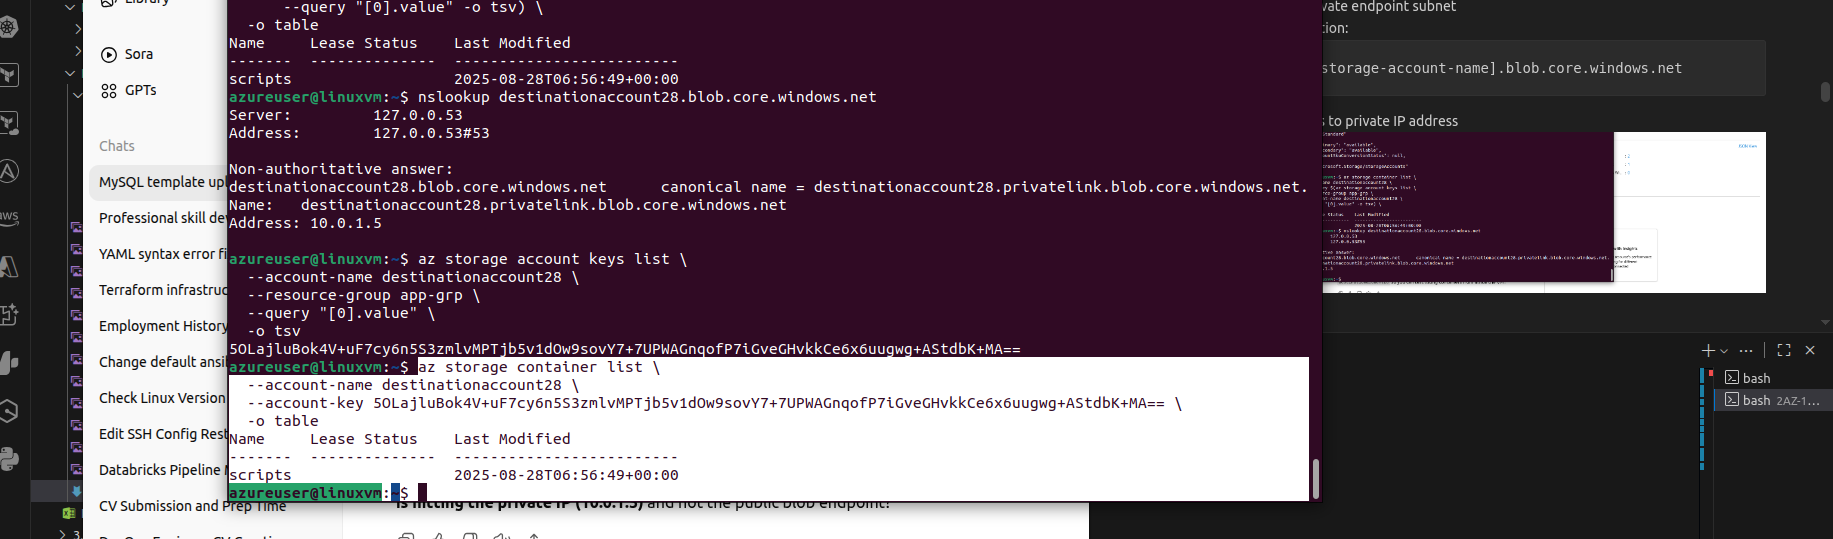 Library
Sora
GPTs
Chats
MySQL template upl
Professional skill dev
YAML syntax error fi
Terraform infrastruc
Employment History
Change default ansil
Check Linux Version
Edit SSH Config Rest
Databricks Pipeline M
CV Submission and Prep Time
--query "[0].value" -o tsv) \
-o table
Name     Lease Status    Last Modified
-------  --------------  -------------------------
scripts                  2025-08-28T06:56:49+00:00
azureuser@linuxvm:~$ nslookup destinationaccount28.blob.core.windows.net
Server:         127.0.0.53
Address:        127.0.0.53#53
Non-authoritative answer:
destinationaccount28.blob.core.windows.net      canonical name = destinationaccount28.privatelink.blob.core.windows.net.
Name:   destinationaccount28.privatelink.blob.core.windows.net
Address: 10.0.1.5
azureuser@linuxvm:~$ az storage account keys list \
--account-name destinationaccount28 \
--resource-group app-grp \
--query "[0].value" \
-o tsv
5OLajluBok4V+uF7cy6n5S3zmlvMPTjb5v1dOw9sovY7+7UPWAGnqofP7iGveGHvkkCe6x6uugwg+AStdbK+MA==
azureuser@linuxvm:~$ az storage container list \
--account-name destinationaccount28 \
--account-key 5OLajluBok4V+uF7cy6n5S3zmlvMPTjb5v1dOw9sovY7+7UPWAGnqofP7iGveGHvkkCe6x6uugwg+AStdbK+MA== \
-o table
Name     Lease Status    Last Modified
-------  --------------  -------------------------
scripts                  2025-08-28T06:56:49+00:00
azureuser@linuxvm:~$
is hitting the private IP (10.0.1.5) and not the public blob endpoint!
vate endpoint subnet
tion:
storage-account-name].blob.core.windows.net
s to private IP address
bash
bash 2AZ-1...
aws
3